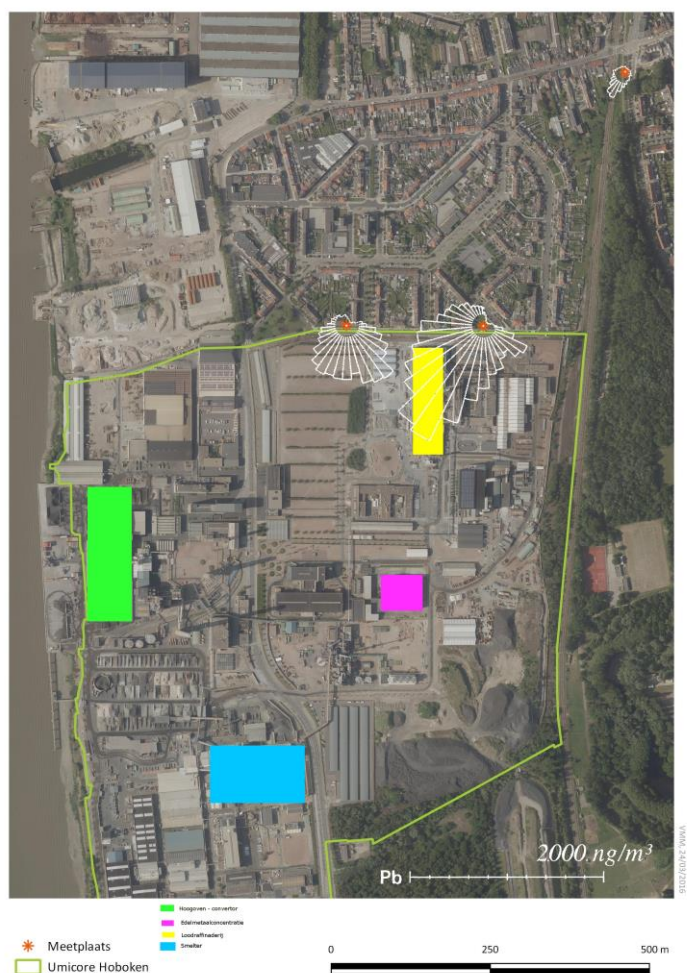 2000 ng/m³
Pb
VMM, 24/03/2016
Hoogoven - convertor
Edelmetaalconcentratie
Loodraffinaderij
Smelter
Meetplaats
Umicore Hoboken
0 250 500 m